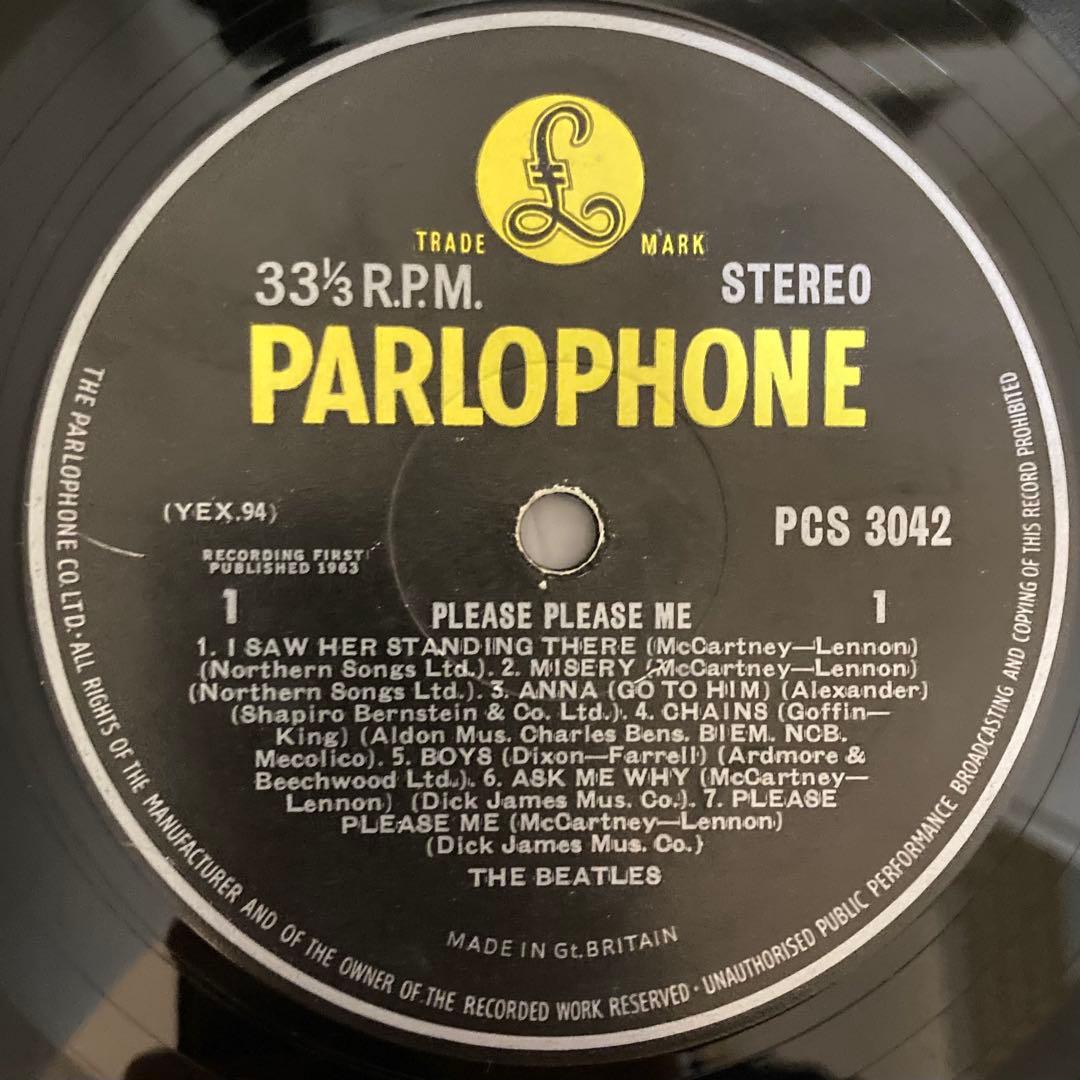 £
TRADE MARK
33⅓ R.P.M. STEREO
PARLOPHONE
(YEX.94)
PCS 3042
RECORDING FIRST
PUBLISHED 1963
1 PLEASE PLEASE ME 1
1. I SAW HER STANDING THERE (McCartney—Lennon)
(Northern Songs Ltd.). 2. MISERY (McCartney—Lennon)
(Northern Songs Ltd.). 3. ANNA (GO TO HIM) (Alexander)
(Shapiro Bernstein & Co. Ltd.). 4. CHAINS (Goffin—
King) (Aldon Mus. Charles Bens. BIEM. NCB.
Mecolico). 5. BOYS (Dixon—Farrell) (Ardmore &
Beechwood Ltd.). 6. ASK ME WHY (McCartney—
Lennon) (Dick James Mus. Co.). 7. PLEASE
PLEASE ME (McCartney—Lennon)
(Dick James Mus. Co.)
THE BEATLES
MADE IN Gt. BRITAIN
THE PARLOPHONE CO. LTD. · ALL RIGHTS OF THE MANUFACTURER AND OF THE OWNER OF THE RECORDED WORK RESERVED · UNAUTHORISED PUBLIC PERFORMANCE BROADCASTING AND COPYING OF THIS RECORD PROHIBITED